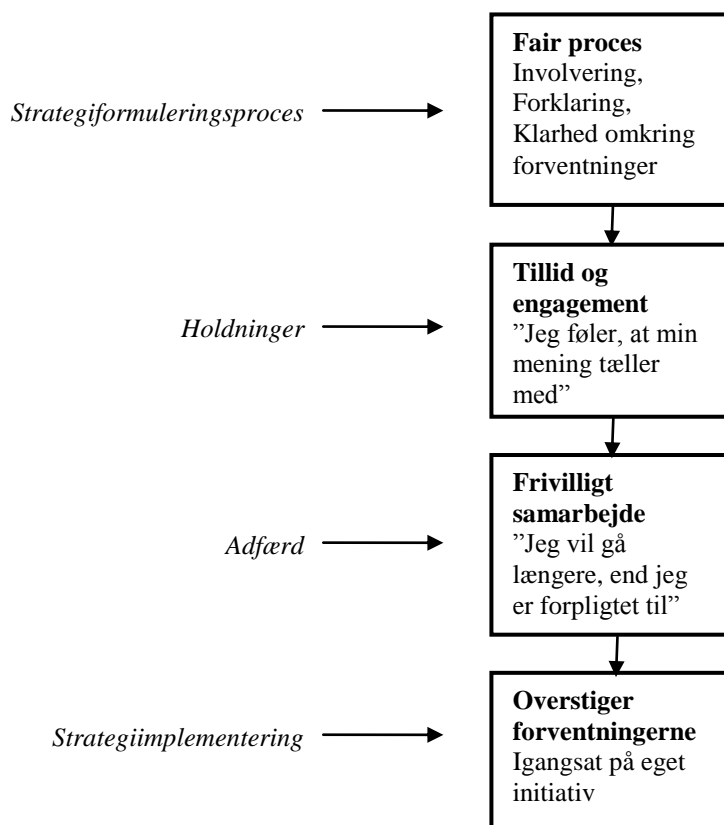 Fair proces
Involvering,
Forklaring,
Klarhed omkring
forventninger
Strategiformuleringsproces
Tillid og
engagement
”Jeg føler, at min
mening tæller
med”
Holdninger
Frivilligt
samarbejde
”Jeg vil gå
længere, end jeg
er forpligtet til”
Adfærd
Overstiger
forventningerne
Igangsat på eget
initiativ
Strategiimplementering